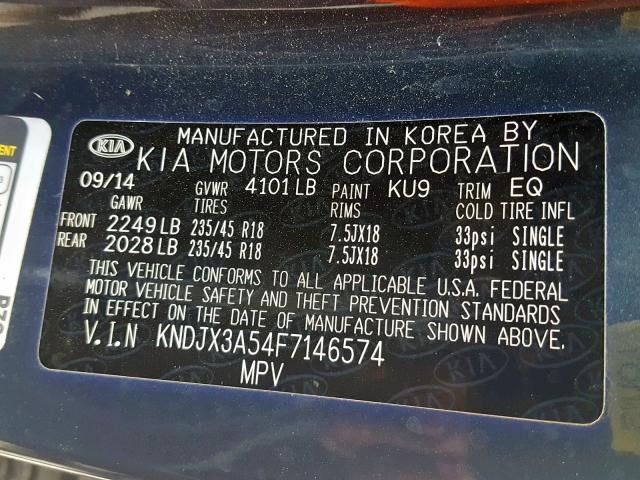 KIA
MANUFACTURED IN KOREA BY
KIA MOTORS CORPORATION
09/14 GVWR 4101 LB PAINT KU9 TRIM EQ
GAWR TIRES RIMS COLD TIRE INFL
FRONT 2249 LB 235/45 R18 7.5JX18 33psi SINGLE
REAR 2028 LB 235/45 R18 7.5JX18 33psi SINGLE
THIS VEHICLE CONFORMS TO ALL APPLICABLE U.S.A. FEDERAL
MOTOR VEHICLE SAFETY AND THEFT PREVENTION STANDARDS
IN EFFECT ON THE DATE OF MANUFACTURE SHOWN ABOVE.
V.I.N KNDJX3A54F7146574
MPV